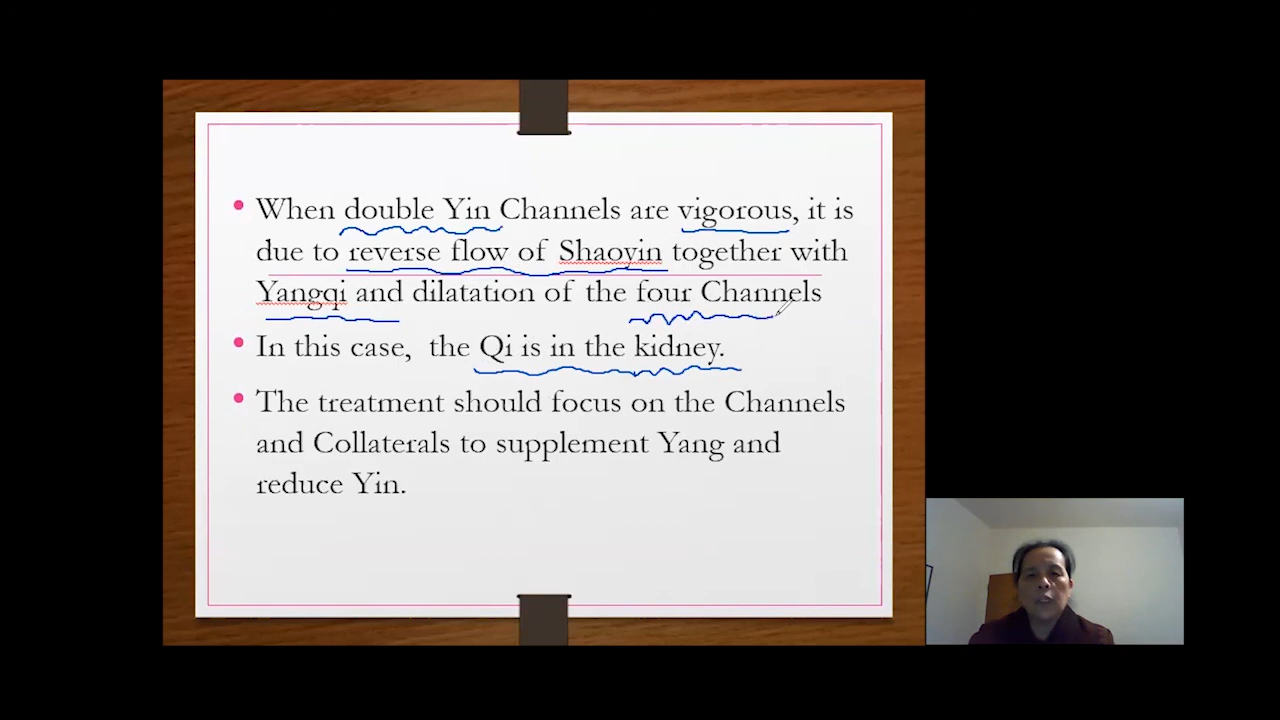 When double Yin Channels are vigorous, it is
due to reverse flow of Shaoyin together with
Yangqi and dilatation of the four Channels
In this case, the Qi is in the kidney.
The treatment should focus on the Channels
and Collaterals to supplement Yang and
reduce Yin.